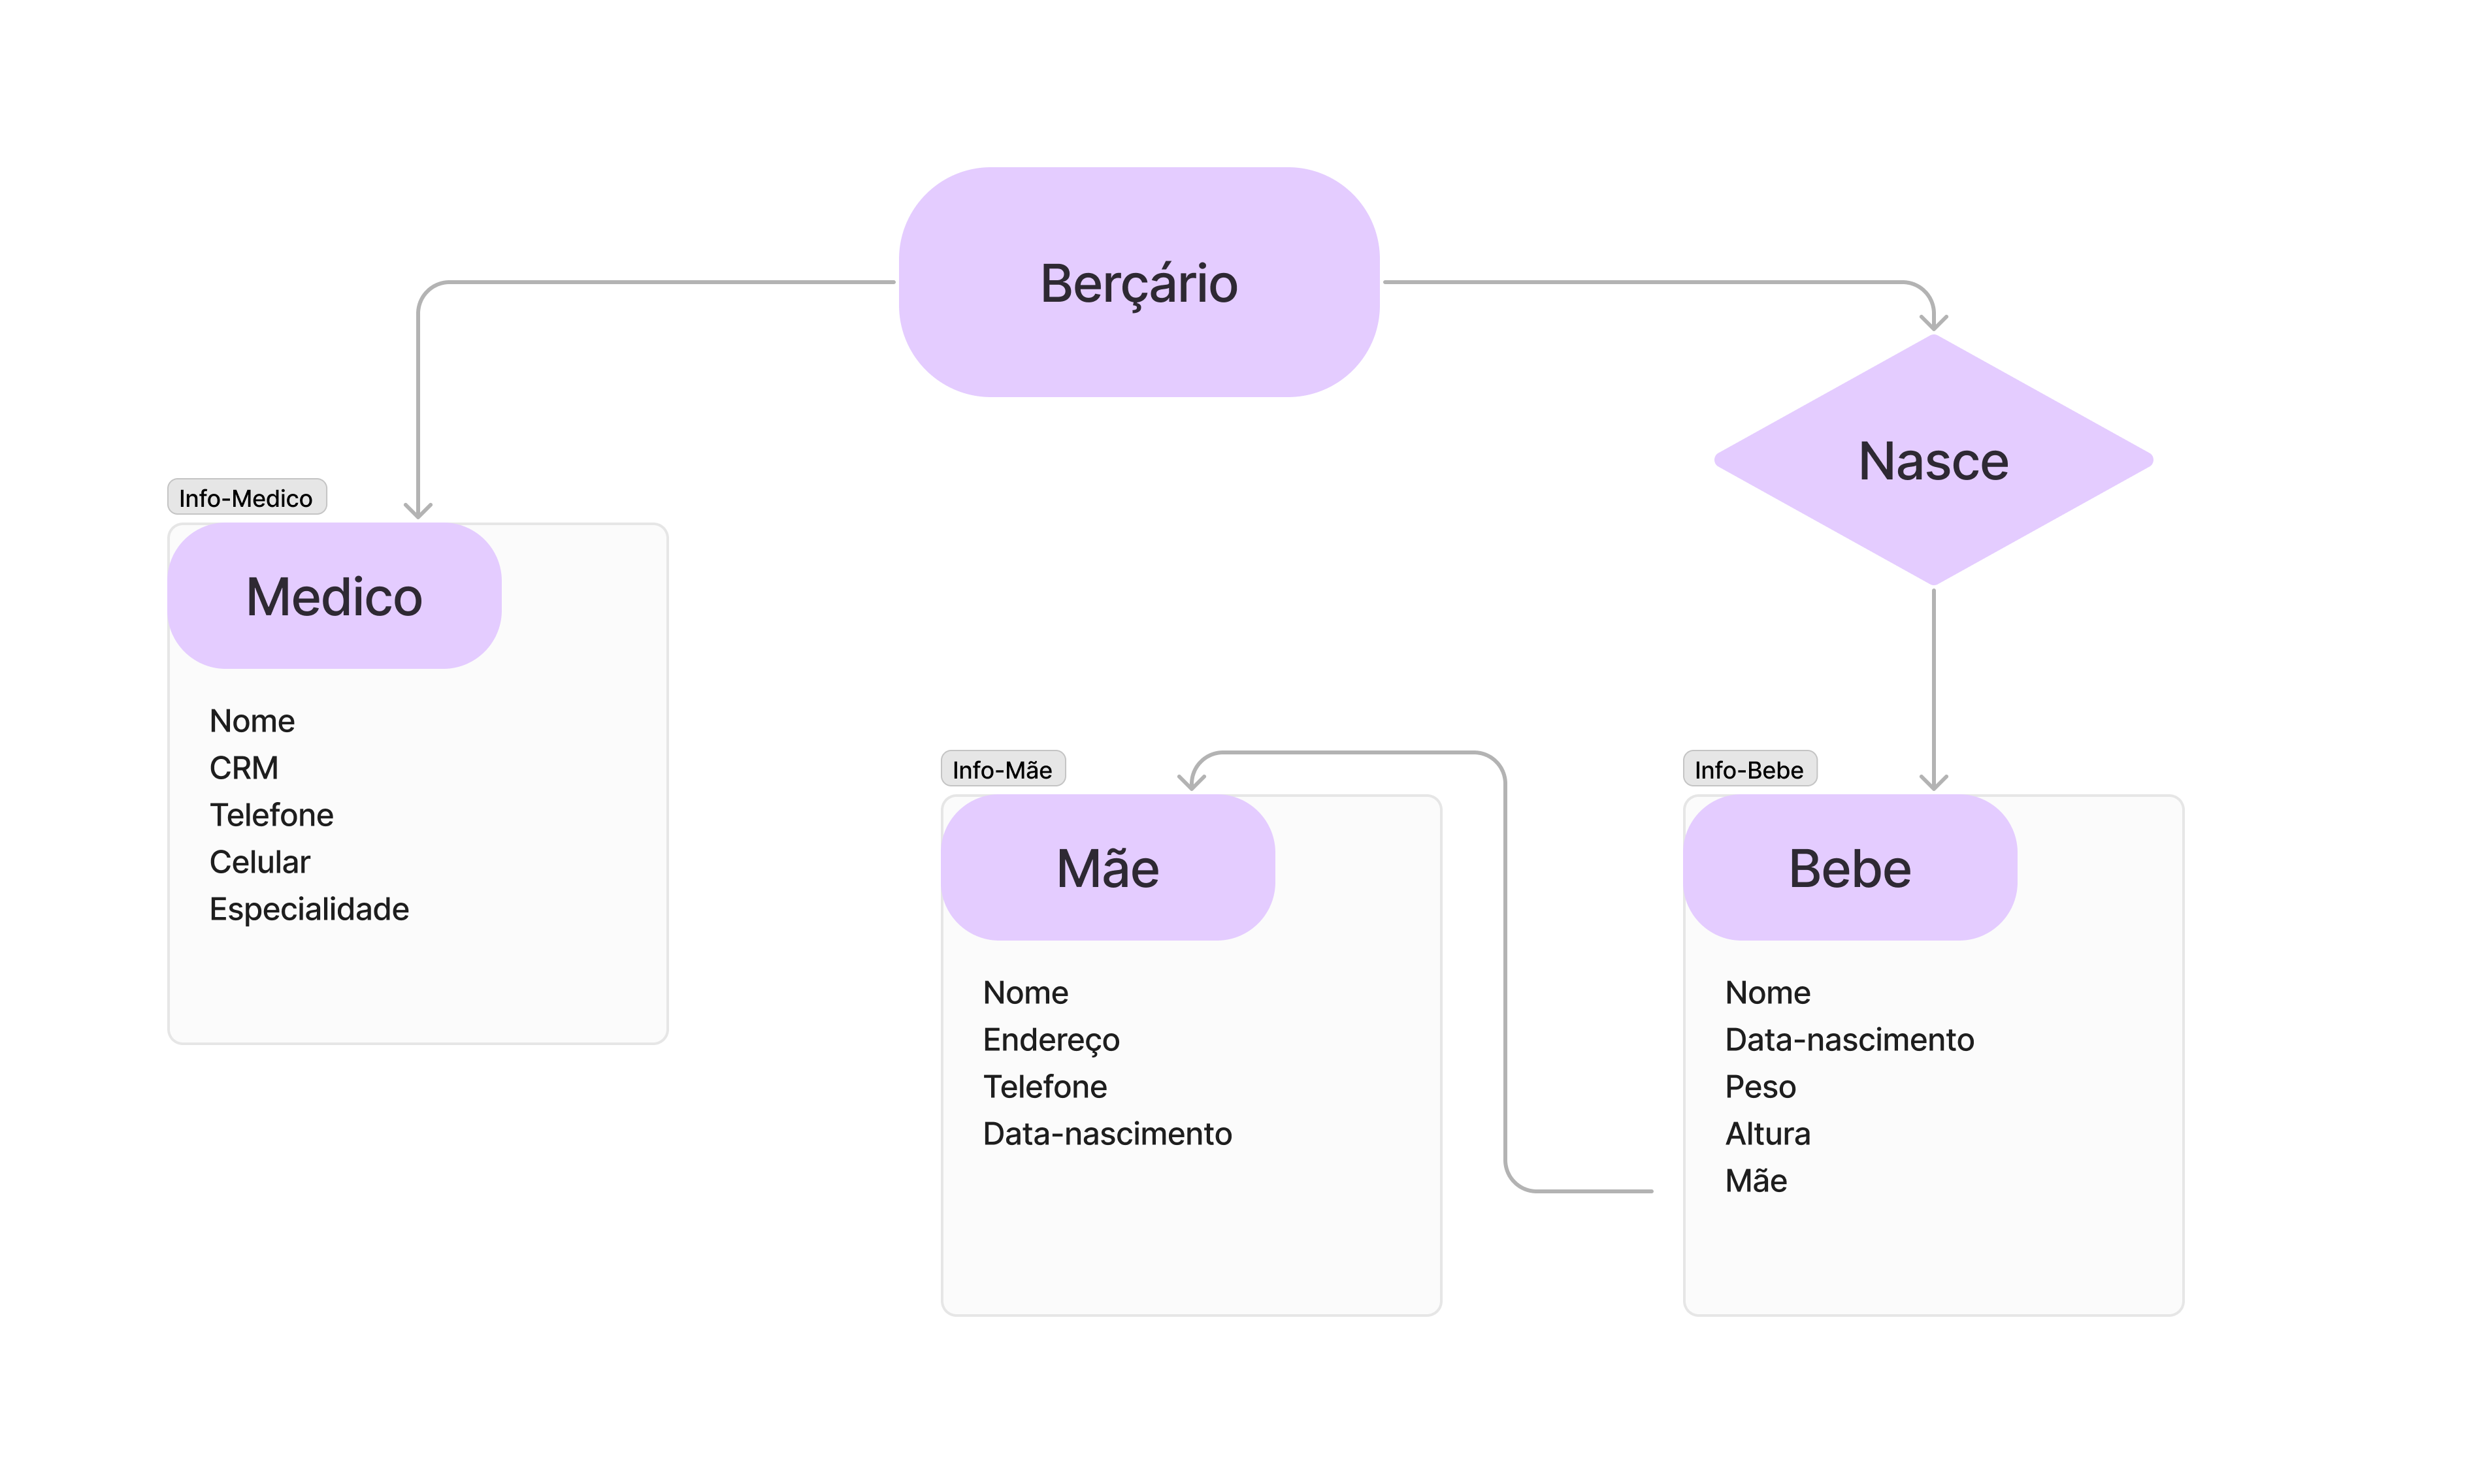 Berçário
Nasce
Info-Medico
Medico
Nome
CRM
Telefone
Celular
Especialidade
Info-Mãe
Mãe
Nome
Endereço
Telefone
Data-nascimento
Info-Bebe
Bebe
Nome
Data-nascimento
Peso
Altura
Mãe